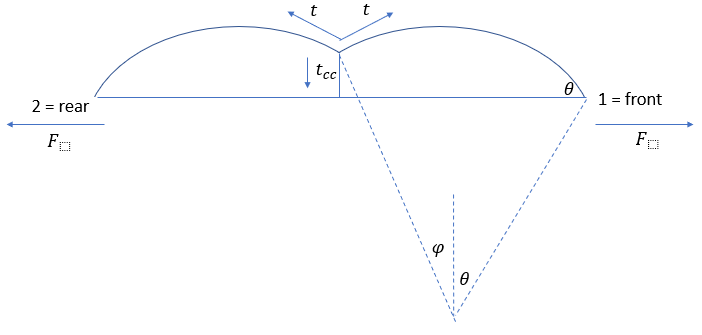 t t
t_cc
θ
2 = rear
1 = front
F□
F□
φ
θ